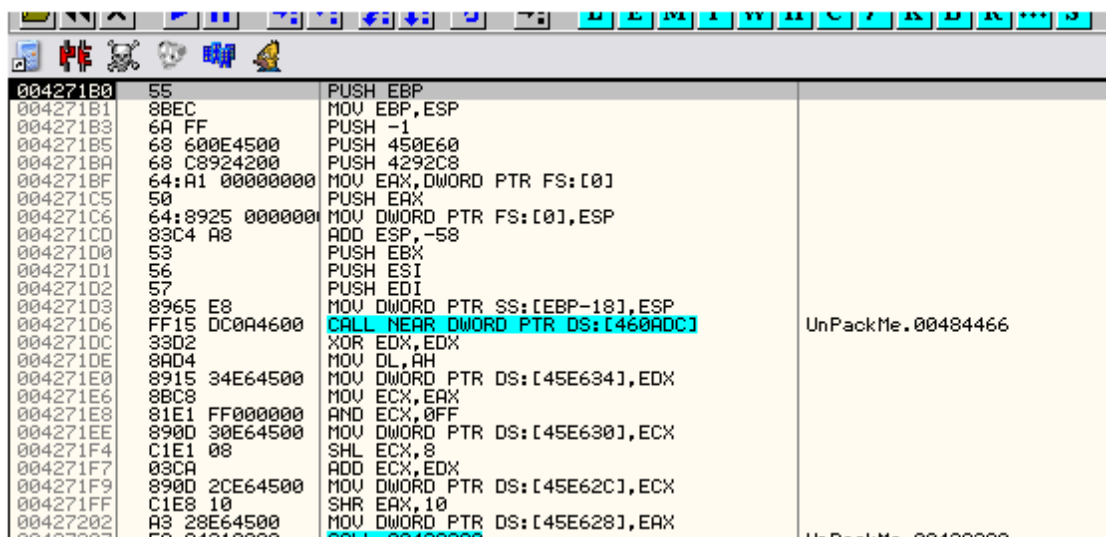 L E M T W H C / K B R ... S
004271B0 55 PUSH EBP
004271B1 8BEC MOV EBP,ESP
004271B3 6A FF PUSH -1
004271B5 68 600E4500 PUSH 450E60
004271BA 68 C8924200 PUSH 4292C8
004271BF 64:A1 00000000 MOV EAX,DWORD PTR FS:[0]
004271C5 50 PUSH EAX
004271C6 64:8925 0000000 MOV DWORD PTR FS:[0],ESP
004271CD 83C4 A8 ADD ESP,-58
004271D0 53 PUSH EBX
004271D1 56 PUSH ESI
004271D2 57 PUSH EDI
004271D3 8965 E8 MOV DWORD PTR SS:[EBP-18],ESP
004271D6 FF15 DC0A4600 CALL NEAR DWORD PTR DS:[460ADC] UnPackMe.00484466
004271DC 33D2 XOR EDX,EDX
004271DE 8AD4 MOV DL,AH
004271E0 8915 34E64500 MOV DWORD PTR DS:[45E634],EDX
004271E6 8BC8 MOV ECX,EAX
004271E8 81E1 FF000000 AND ECX,0FF
004271EE 890D 30E64500 MOV DWORD PTR DS:[45E630],ECX
004271F4 C1E1 08 SHL ECX,8
004271F7 03CA ADD ECX,EDX
004271F9 890D 2CE64500 MOV DWORD PTR DS:[45E62C],ECX
004271FF C1E8 10 SHR EAX,10
00427202 A3 28E64500 MOV DWORD PTR DS:[45E628],EAX